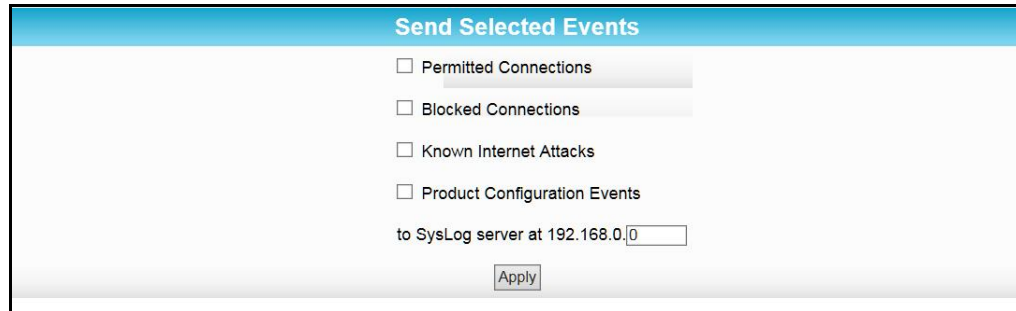 Send Selected Events
Permitted Connections
Blocked Connections
Known Internet Attacks
Product Configuration Events
to SysLog server at 192.168.0.0
Apply